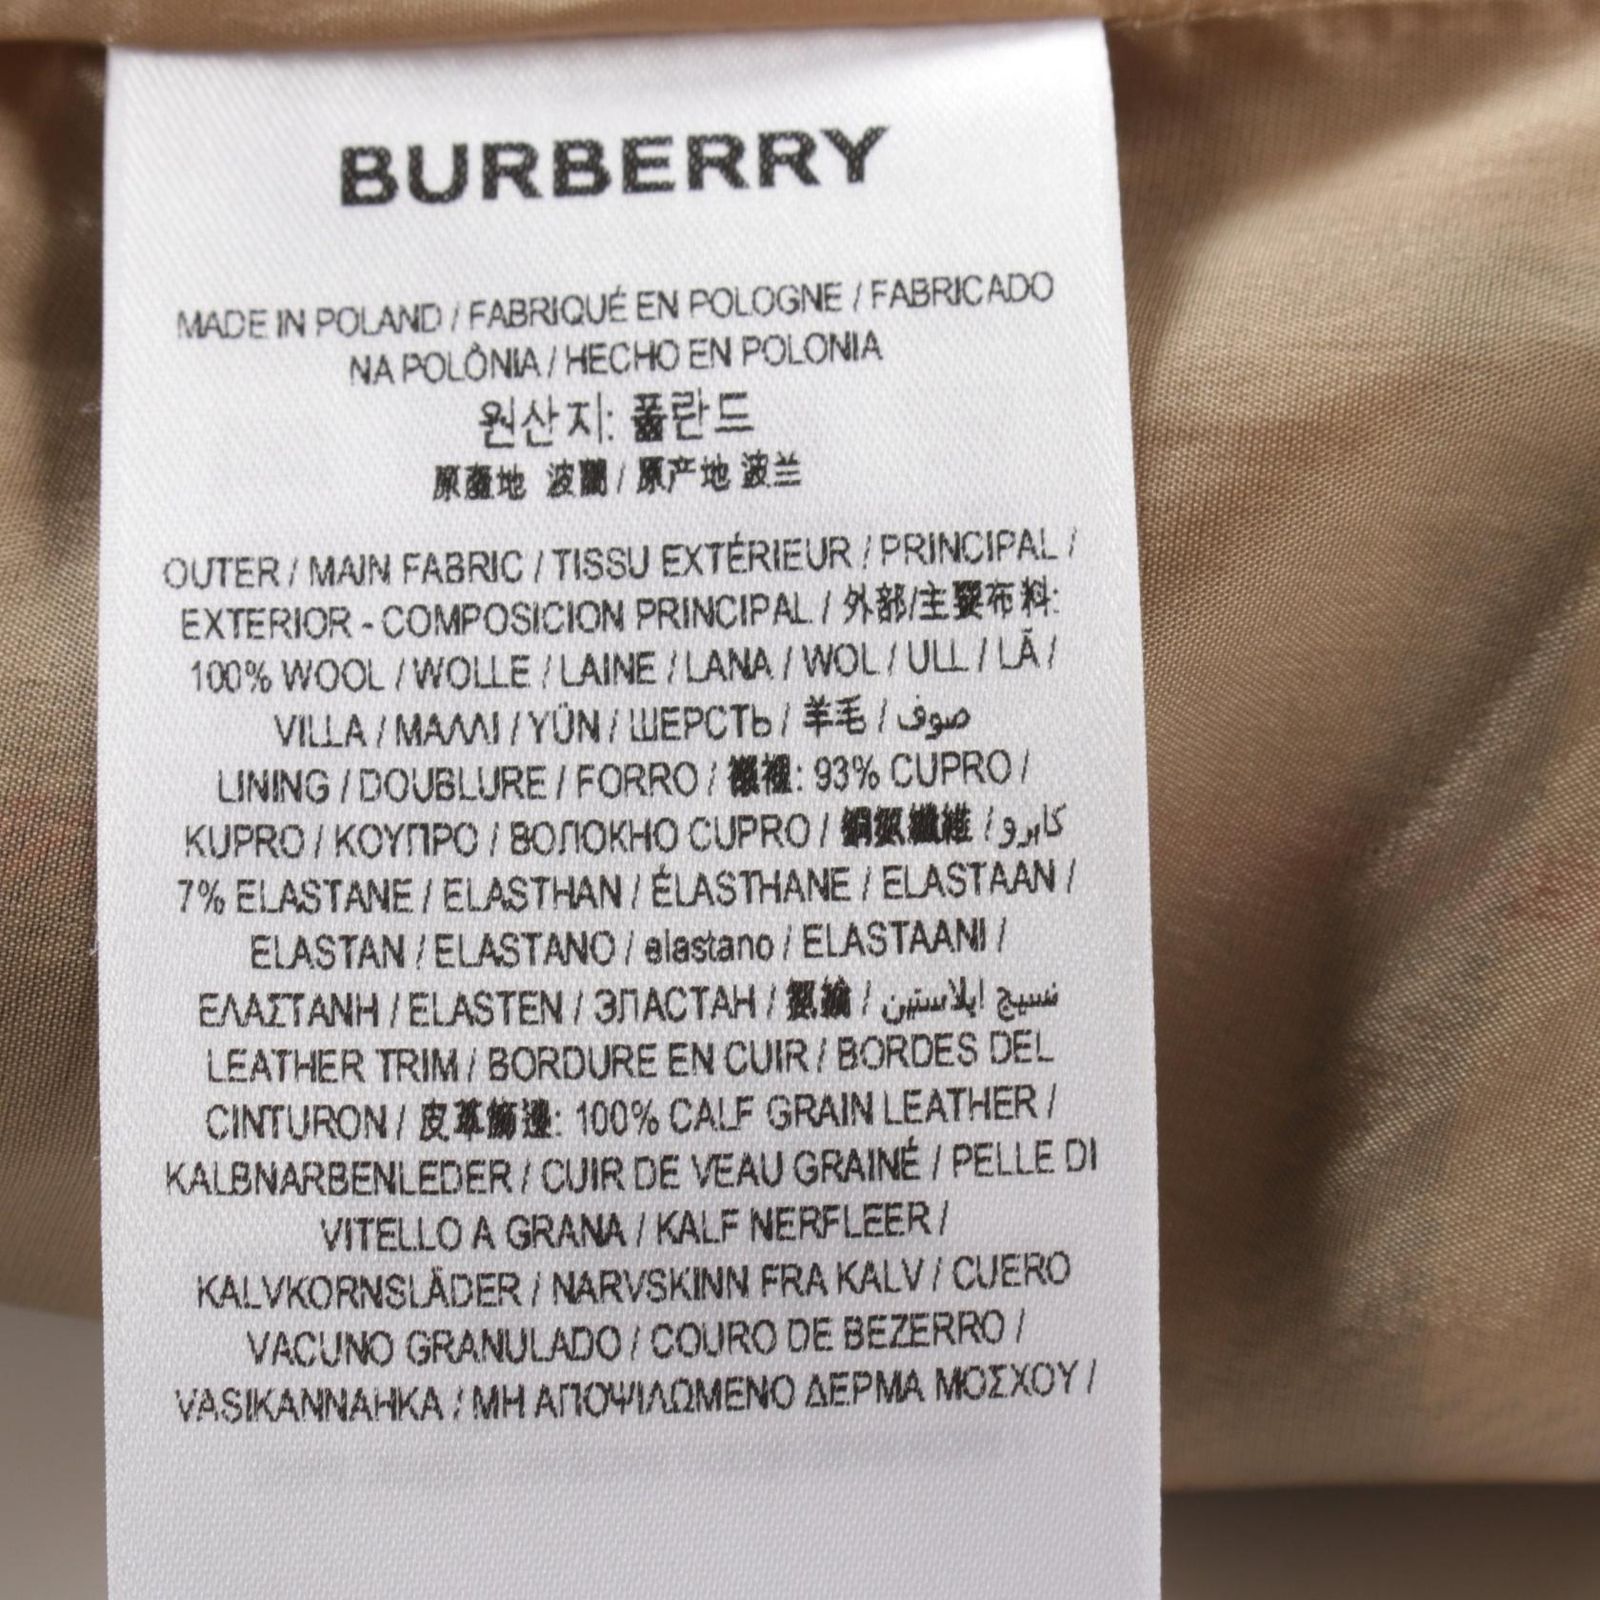 BURBERRY
MADE IN POLAND / FABRIQUÉ EN POLOGNE / FABRICADO
NA POLÔNIA / HECHO EN POLONIA
원산지: 폴란드
原產地 波蘭 / 原产地 波兰
OUTER / MAIN FABRIC / TISSU EXTÉRIEUR / PRINCIPAL /
EXTERIOR - COMPOSICION PRINCIPAL / 外部/主要布料:
100% WOOL / WOLLE / LAINE / LANA / WOL / ULL / LÃ /
VILLA / ΜΑΛΛΙ / YÜN / ШЕРСТЬ / 羊毛 / صوف
LINING / DOUBLURE / FORRO / 襯裡: 93% CUPRO /
KUPRO / ΚΟΥΠΡΟ / ВОЛОКНО CUPRO / 銅氨纖維 / كابرو
7% ELASTANE / ELASTHAN / ÉLASTHANE / ELASTAAN /
ELASTAN / ELASTANO / elastano / ELASTAANI /
ΕΛΑΣΤΑΝΗ / ELASTEN / ЭЛАСТАН / 氨綸 / نسيج ايلاستين
LEATHER TRIM / BORDURE EN CUIR / BORDES DEL
CINTURON / 皮革飾邊: 100% CALF GRAIN LEATHER /
KALBNARBENLEDER / CUIR DE VEAU GRAINÉ / PELLE DI
VITELLO A GRANA / KALF NERFLEER /
KALVKORNSLÄDER / NARVSKINN FRA KALV / CUERO
VACUNO GRANULADO / COURO DE BEZERRO /
VASIKANNAHKA / ΜΗ ΑΠΟΨΙΛΩΜΕΝΟ ΔΕΡΜΑ ΜΟΣΧΟΥ /